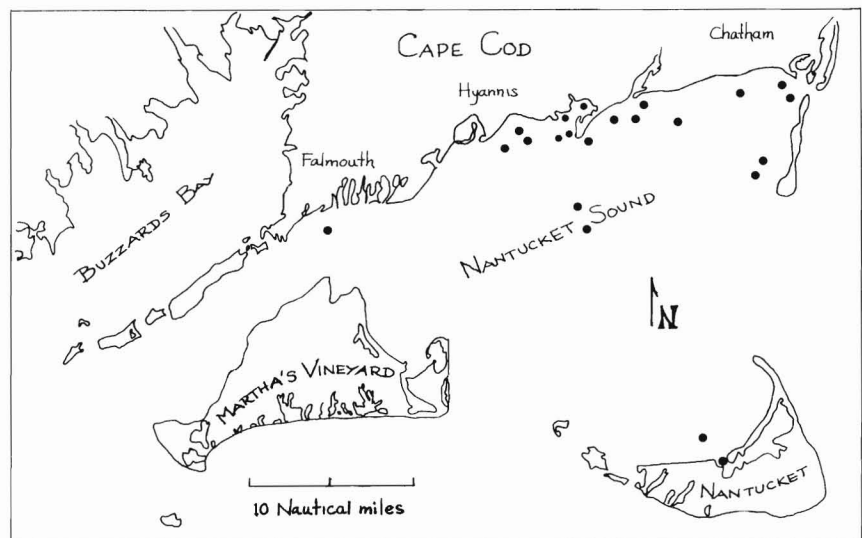 CAPE COD
Chatham
Hyannis
Falmouth
BUZZARDS BAY
NANTUCKET SOUND
N
MARTHA'S VINEYARD
NANTUCKET
10 Nautical miles